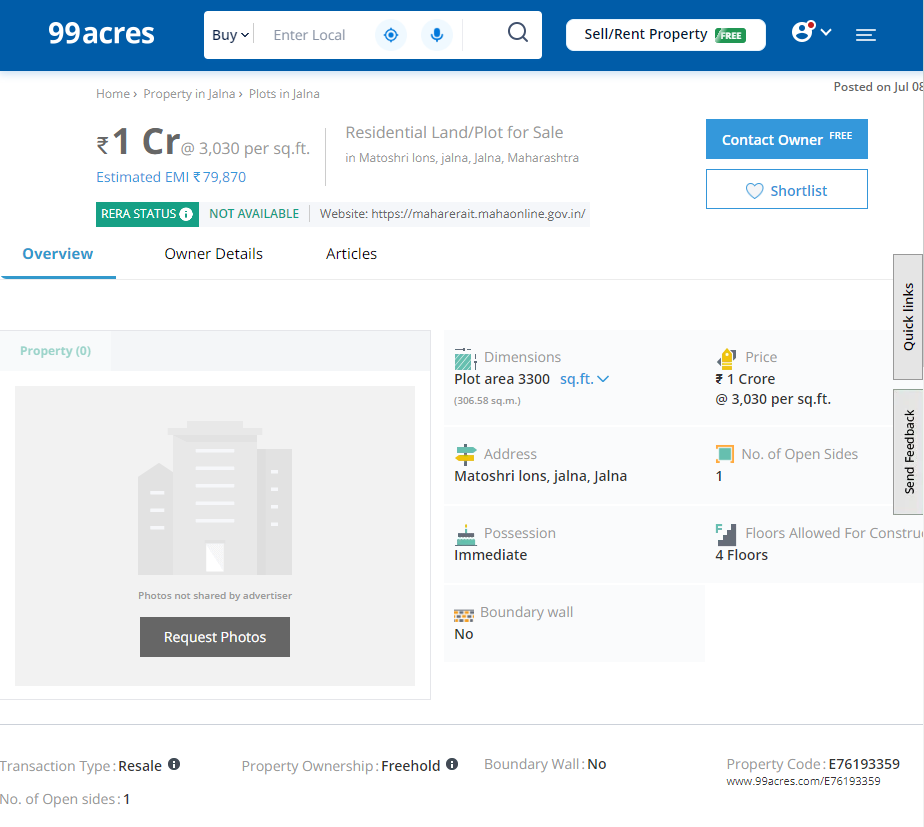 99acres
Buy
Enter Local
Sell/Rent Property FREE
Home › Property in Jalna › Plots in Jalna
Posted on Jul 08
₹ 1 Cr @ 3,030 per sq.ft.
Estimated EMI ₹ 79,870
Residential Land/Plot for Sale
in Matoshri lons, jalna, Jalna, Maharashtra
Contact Owner FREE
Shortlist
RERA STATUS i NOT AVAILABLE Website: https://maharerait.mahaonline.gov.in/
Overview
Owner Details
Articles
Quick links
Send Feedback
Property (0)
Photos not shared by advertiser
Request Photos
Dimensions
Plot area 3300 sq.ft.
(306.58 sq.m.)
Price
₹ 1 Crore
@ 3,030 per sq.ft.
Address
Matoshri lons, jalna, Jalna
No. of Open Sides
1
Possession
Immediate
F
Floors Allowed For Constru
4 Floors
Boundary wall
No
Transaction Type : Resale i
Property Ownership : Freehold i
Boundary Wall : No
Property Code : E76193359
www.99acres.com/E76193359
No. of Open sides : 1